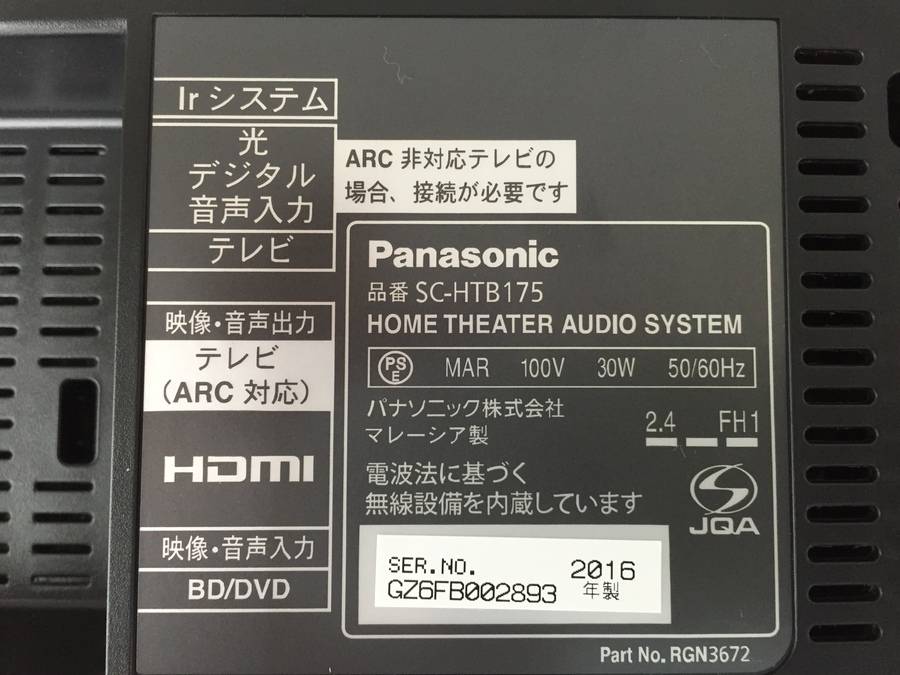 Ir システム
光
デジタル
音声入力
テレビ
ARC 非対応テレビの
場合、接続が必要です
映像・音声出力
テレビ
(ARC 対応)
HDMI
映像・音声入力
BD/DVD
Panasonic
品番 SC-HTB175
HOME THEATER AUDIO SYSTEM
PSE MAR 100V 30W 50/60Hz
パナソニック株式会社
マレーシア製
2.4 FH1
電波法に基づく
無線設備を内蔵しています
JQA
SER.NO. 2016
GZ6FB002893 年製
Part No. RGN3672